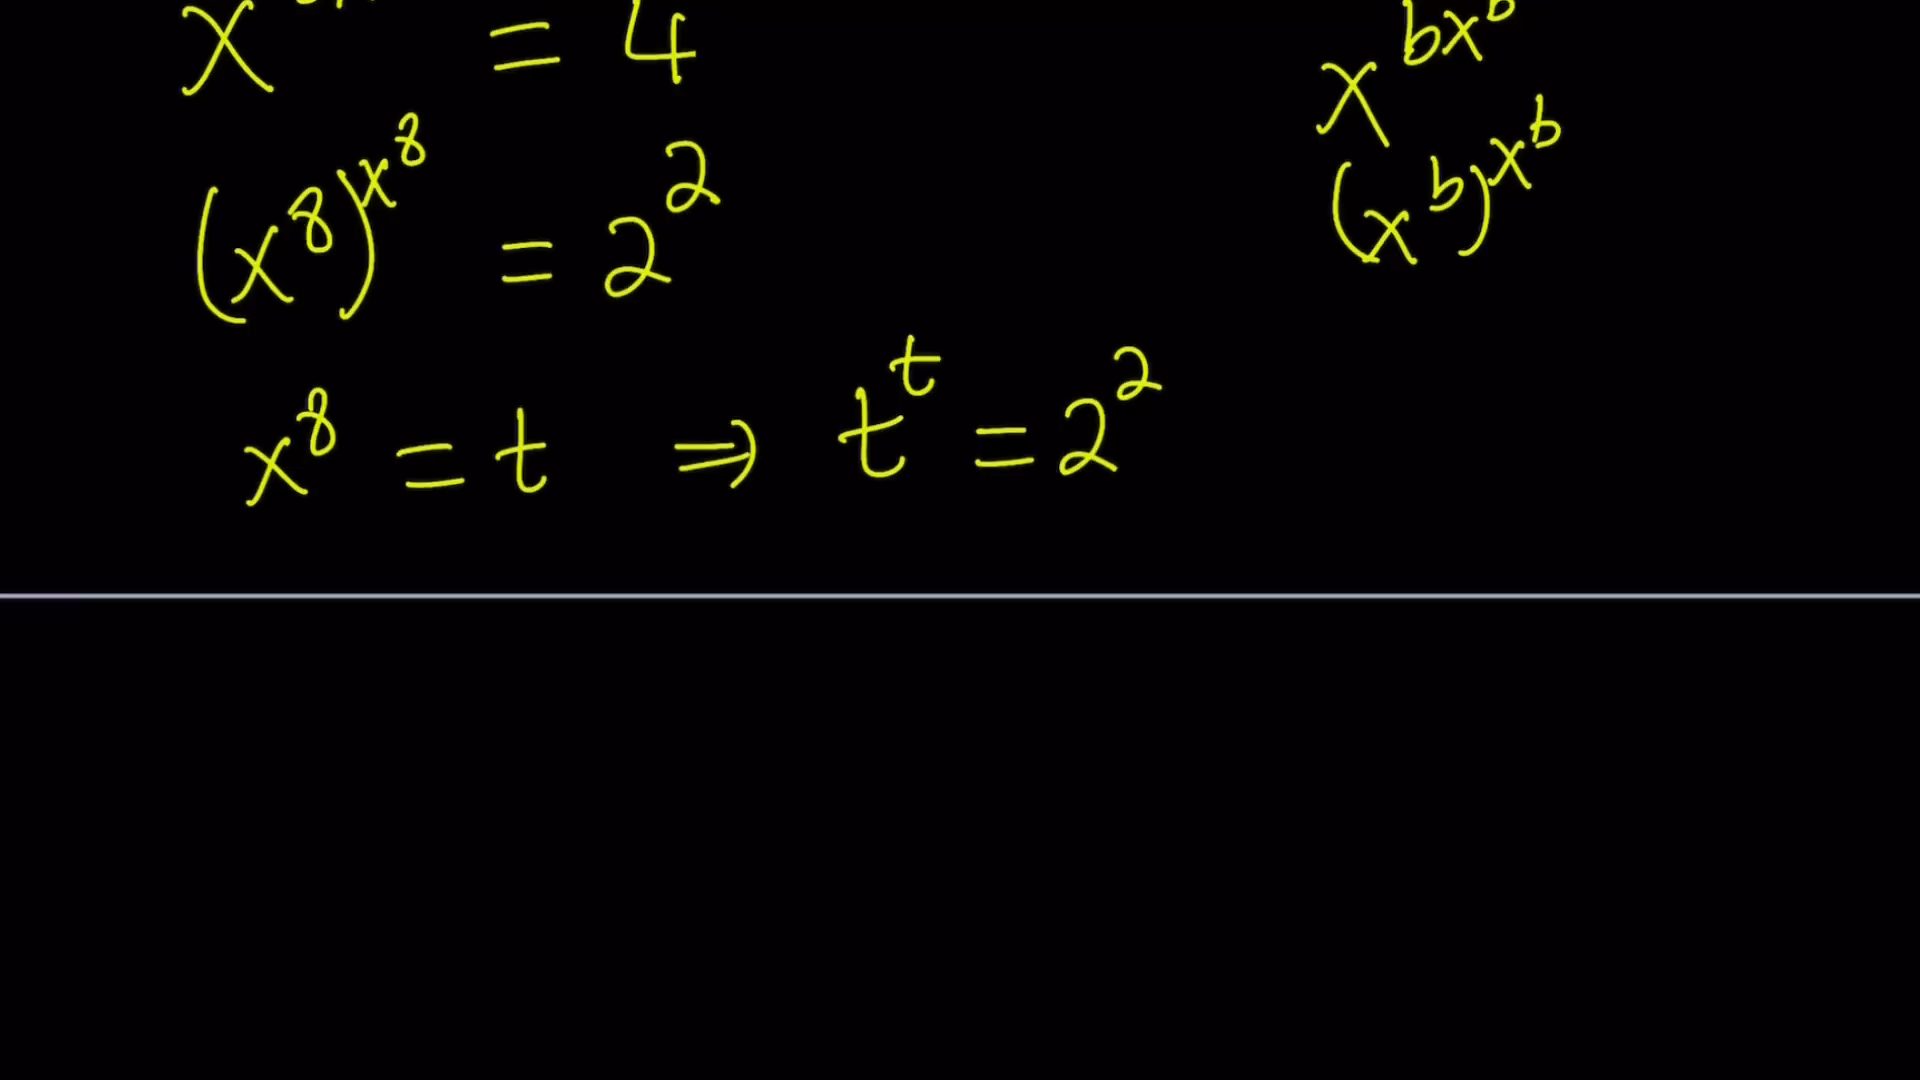 x = 4
(x^8)^x^8 = 2^2
x^8 = t ⇒ t^t = 2^2
x^bx^b
(x^b)^x^b